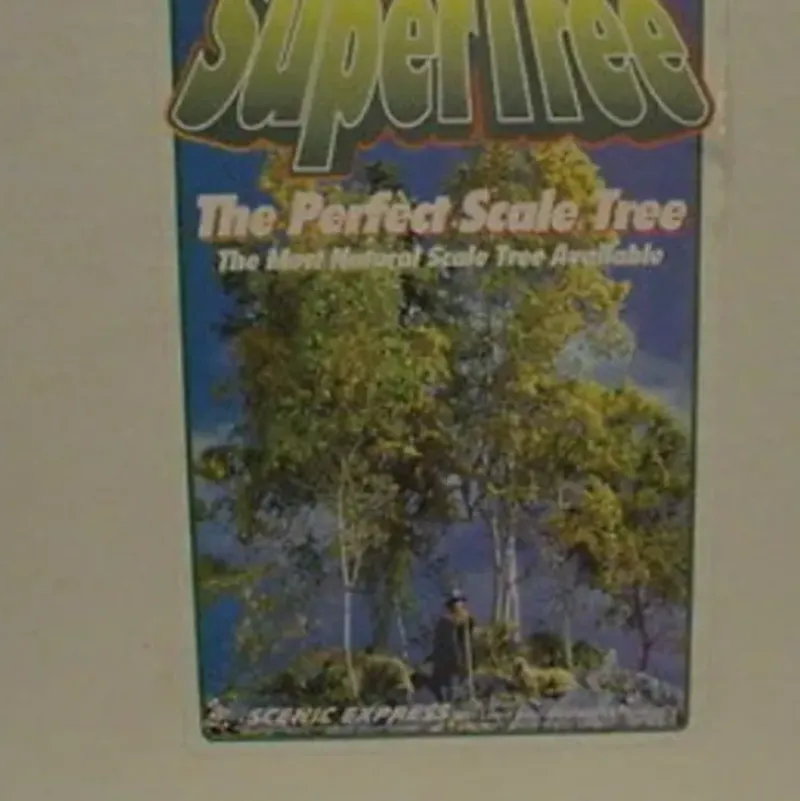 SuperTree
The Perfect Scale Tree
The Most Natural Scale Tree Available
SCENIC EXPRESS